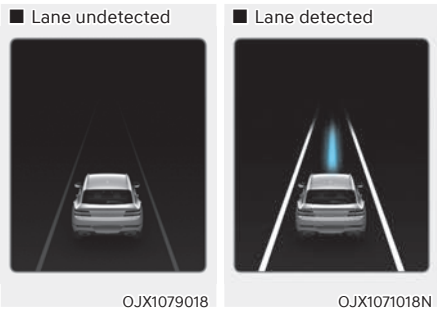 ■ Lane undetected
OJX1079018
■ Lane detected
OJX1071018N